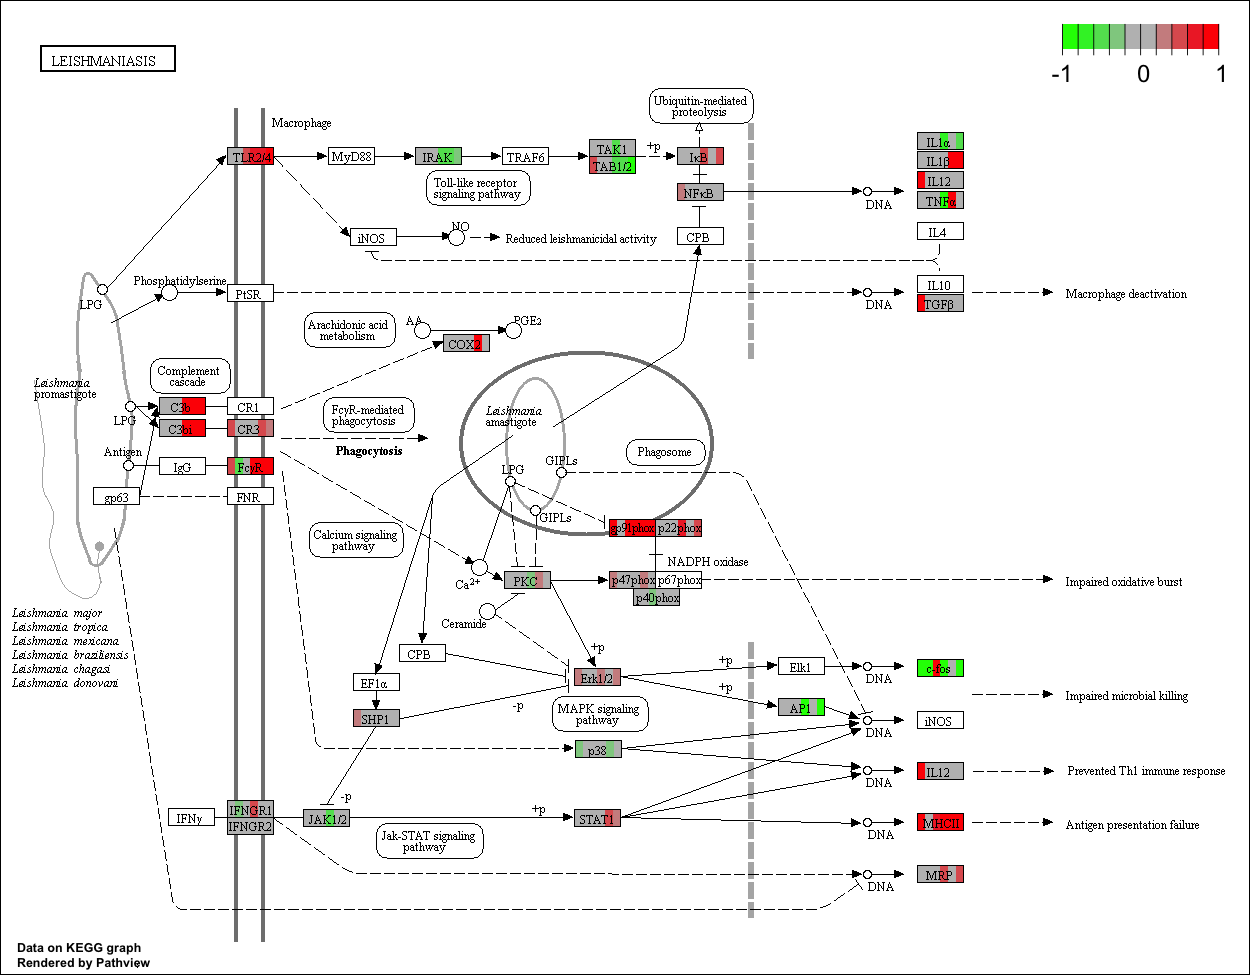 LEISHMANIASIS
-1 0 1
Macrophage
Ubiquitin-mediated
proteolysis
TLR2/4
MyD88
IRAK
TRAF6
TAK1
TAB1/2
+p
IκB
NFκB
CPB
Toll-like receptor
signaling pathway
DNA
IL1α
IL1β
IL12
TNFα
iNOS
NO
Reduced leishmanicidal activity
IL4
IL10
TGFβ
Phosphatidylserine
PtSR
LPG
DNA
Macrophage deactivation
Arachidonic acid
metabolism
AA
PGE2
COX2
Leishmania
promastigote
Complement
cascade
C3b
CR1
LPG
C3bi
CR3
FcγR-mediated
phagocytosis
Phagocytosis
Antigen
IgG
FcγR
gp63
FNR
Leishmania
amastigote
Phagosome
LPG
GIPLs
GIPLs
Calcium signaling
pathway
gp91phox
p22phox
NADPH oxidase
Ca2+
PKC
p47phox
p67phox
p40phox
Impaired oxidative burst
Ceramide
Leishmania major
Leishmania tropica
Leishmania mexicana
Leishmania braziliensis
Leishmania chagasi
Leishmania donovani
CPB
+p
EF1α
Erk1/2
+p
Elk1
DNA
c-fos
+p
Impaired microbial killing
SHP1
-p
MAPK signaling
pathway
AP1
DNA
iNOS
p38
DNA
IL12
Prevented Th1 immune response
-p
IFNγ
IFNGR1
IFNGR2
JAK1/2
+p
STAT1
DNA
MHCII
Antigen presentation failure
Jak-STAT signaling
pathway
DNA
MRP
Data on KEGG graph
Rendered by Pathview